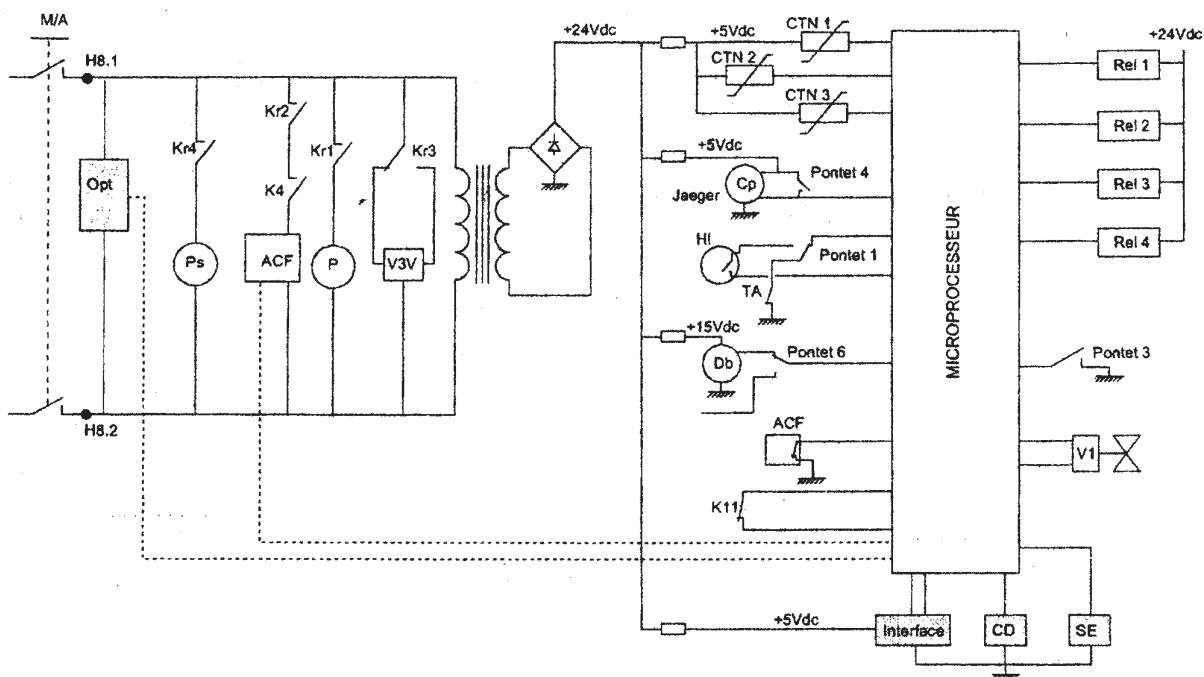 M/A
H8.1
Kr4
Kr2
Kr1
Kr3
K4
Opt
Ps
ACF
P
V3V
H8.2
+24Vdc
+5Vdc
CTN 1
CTN 2
CTN 3
+5Vdc
Cp
Jaeger
Pontet 4
HI
Pontet 1
TA
+15Vdc
Db
Pontet 6
ACF
K11
+5Vdc
MICROPROCESSEUR
Interface
CD
SE
+24Vdc
Rel 1
Rel 2
Rel 3
Rel 4
Pontet 3
V1